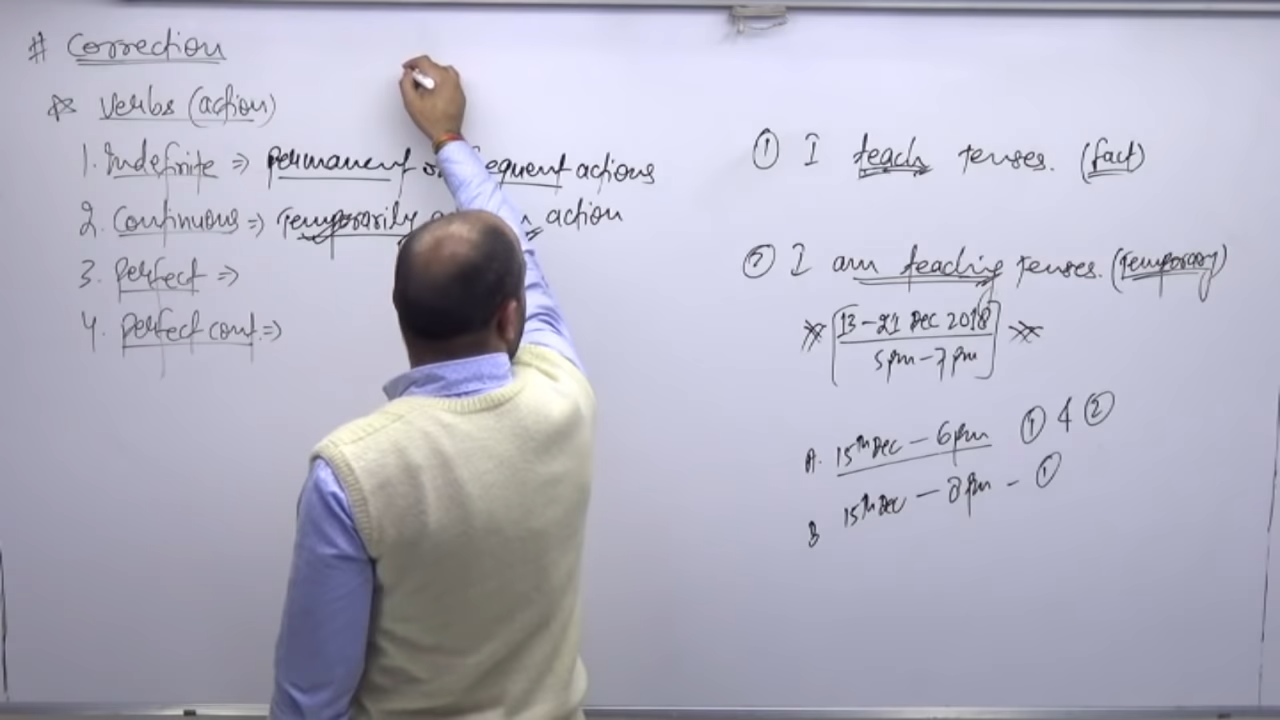 # Correction
☆ Verbs (action)
1. Indefinite => Permanent equent actions
2. Continuous => Temporarily action
3. Perfect =>
4. Perfect cont. =>
① I teach tenses. (fact)
② I am teaching tenses. (Temporary)
13-21 Dec 2018
5pm-7pm
A. 15th Dec - 6pm ① & ②
B 15th Dec - 8pm - ①